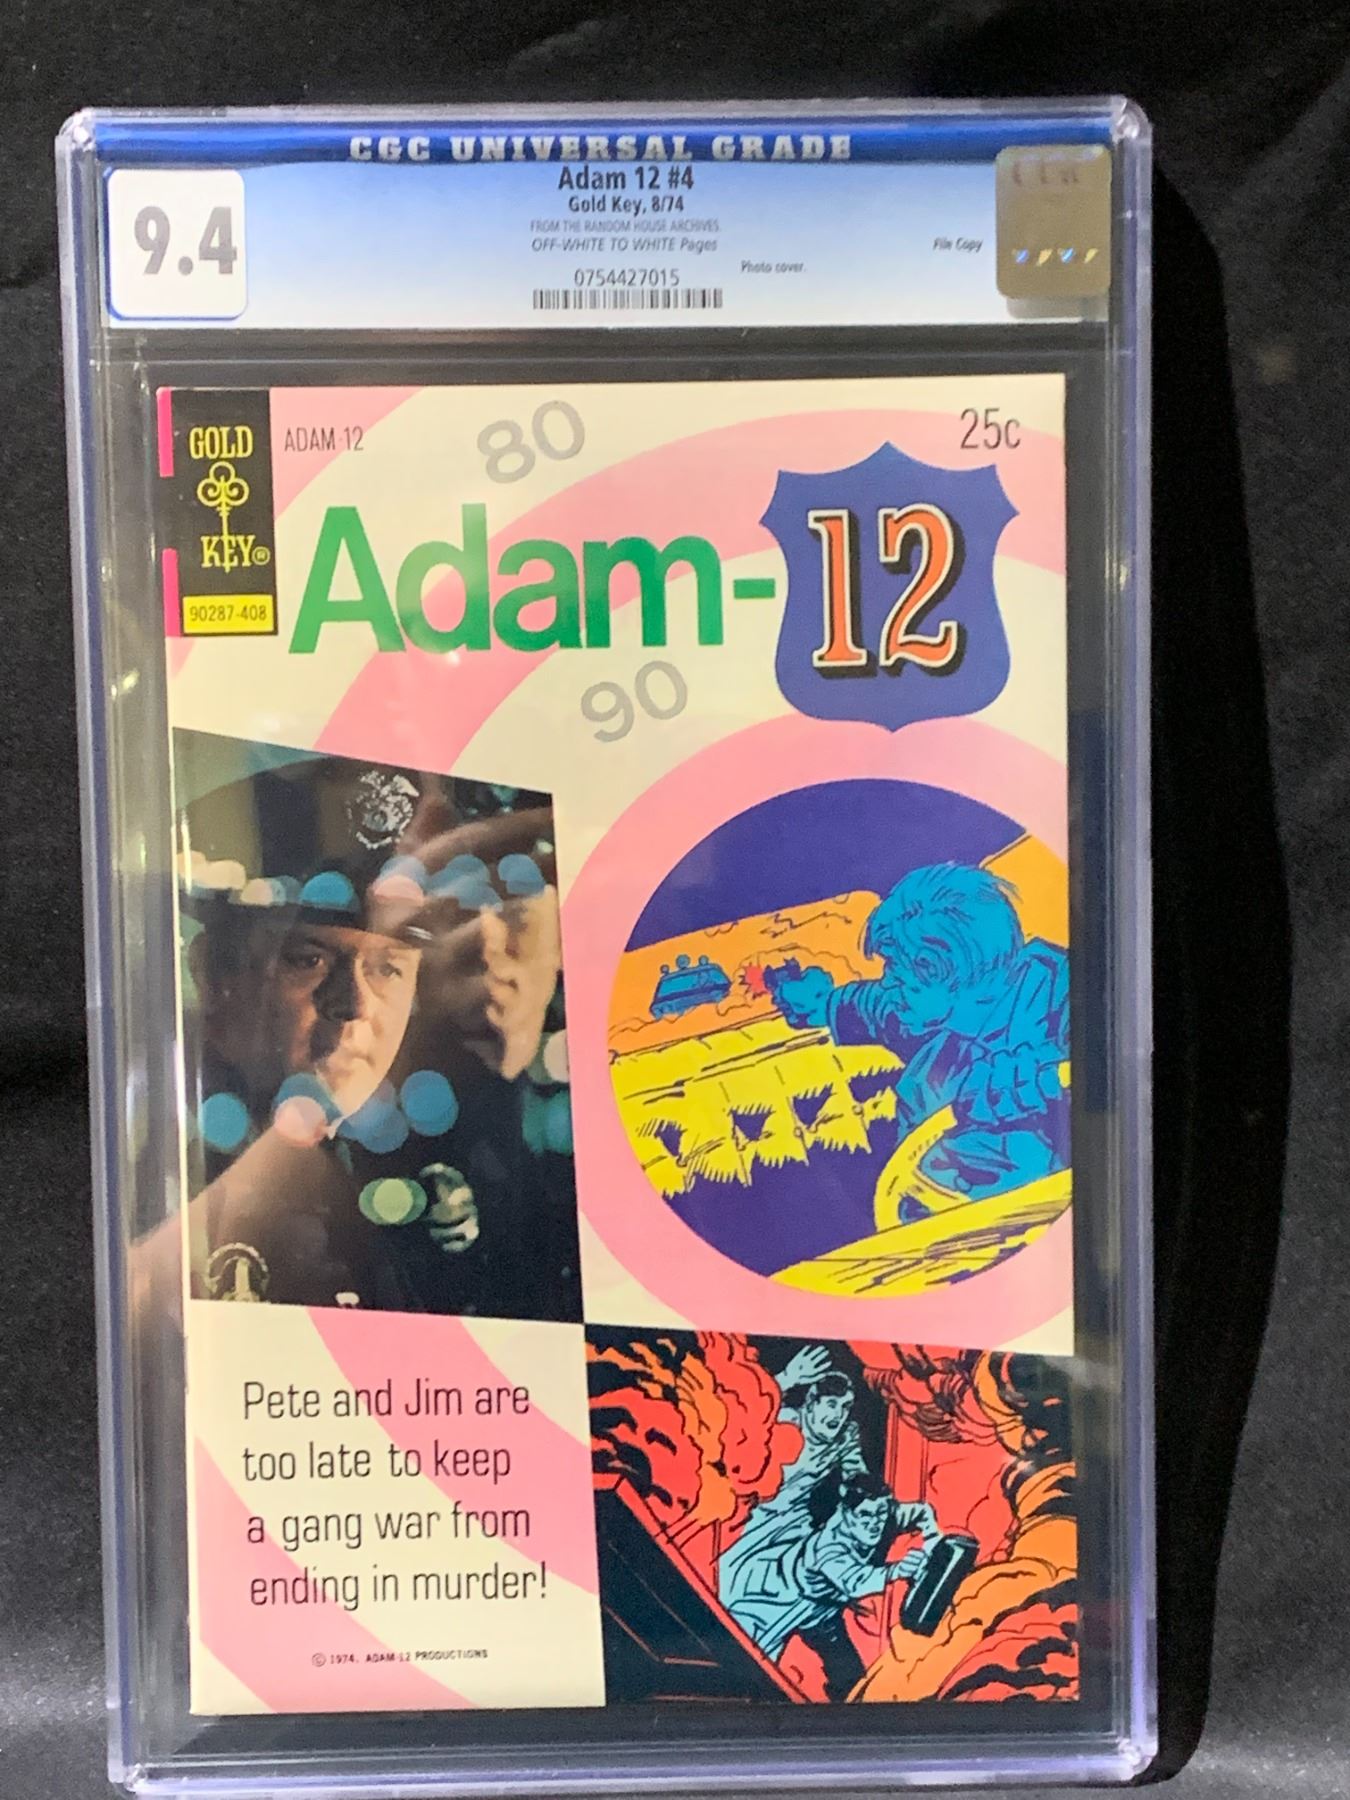 CGC UNIVERSAL GRADE
9.4
Adam 12 #4
Gold Key, 8/74
FROM THE RANDOM HOUSE ARCHIVES.
OFF-WHITE TO WHITE Pages
File Copy
Photo cover.
0754427015
GOLD
KEY®
90287-408
ADAM-12
80
25c
Adam-12
90
Pete and Jim are
too late to keep
a gang war from
ending in murder!
© 1974. ADAM-12 PRODUCTIONS